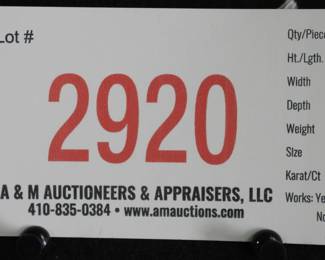 Lot #
2920
A & M AUCTIONEERS & APPRAISERS, LLC
410-835-0384 • www.amauctions.com
Qty/Piece
Ht./Lgth.
Width
Depth
Weight
Size
Karat/Ct
Works: Ye
No